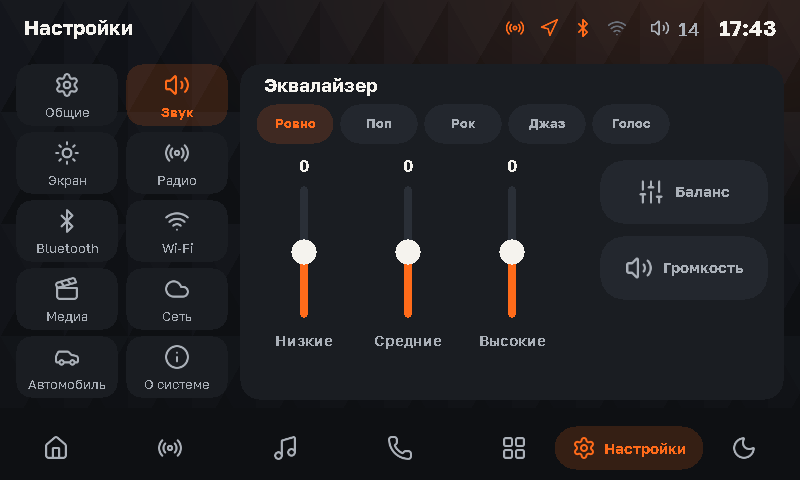 Настройки
14 17:43
Общие
Звук
Экран
Радио
Bluetooth
Wi-Fi
Медиа
Сеть
Автомобиль
О системе
Эквалайзер
Ровно Поп Рок Джаз Голос
0 0 0
Низкие Средние Высокие
Баланс
Громкость
Настройки